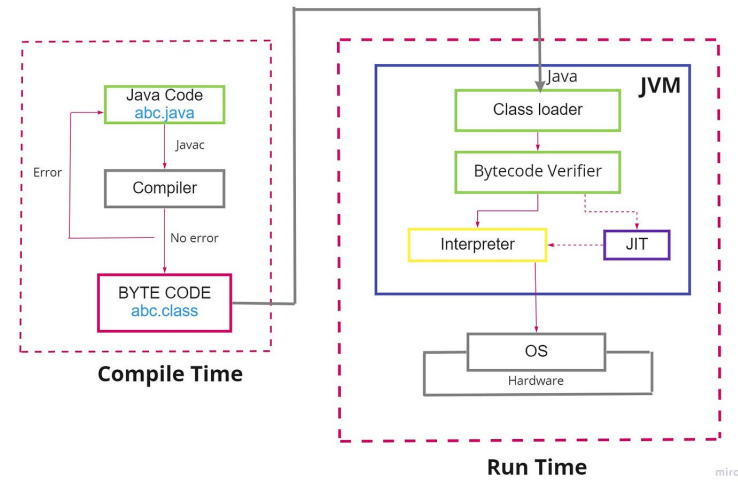 Java Code
abc.java
Javac
Error
Compiler
No error
BYTE CODE
abc.class
Compile Time
Java
JVM
Class loader
Bytecode Verifier
Interpreter
JIT
OS
Hardware
Run Time
mirc